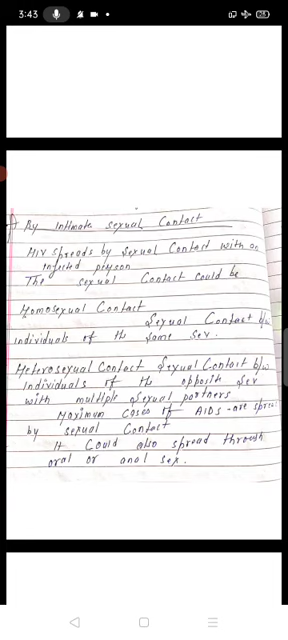 3:43
28
By Intimate sexual Contact
HIV spreads by sexual Contact with an
infected person
The sexual Contact could be
Homosexual Contact
Sexual Contact b/w
individuals of the same sex.
Heterosexual Contact Sexual Contact b/w
Individuals of the opposite sex
with multiple sexual partners
Maximum cases of AIDS are spread
by sexual Contact
It Could also spread through
oral or anal sex.